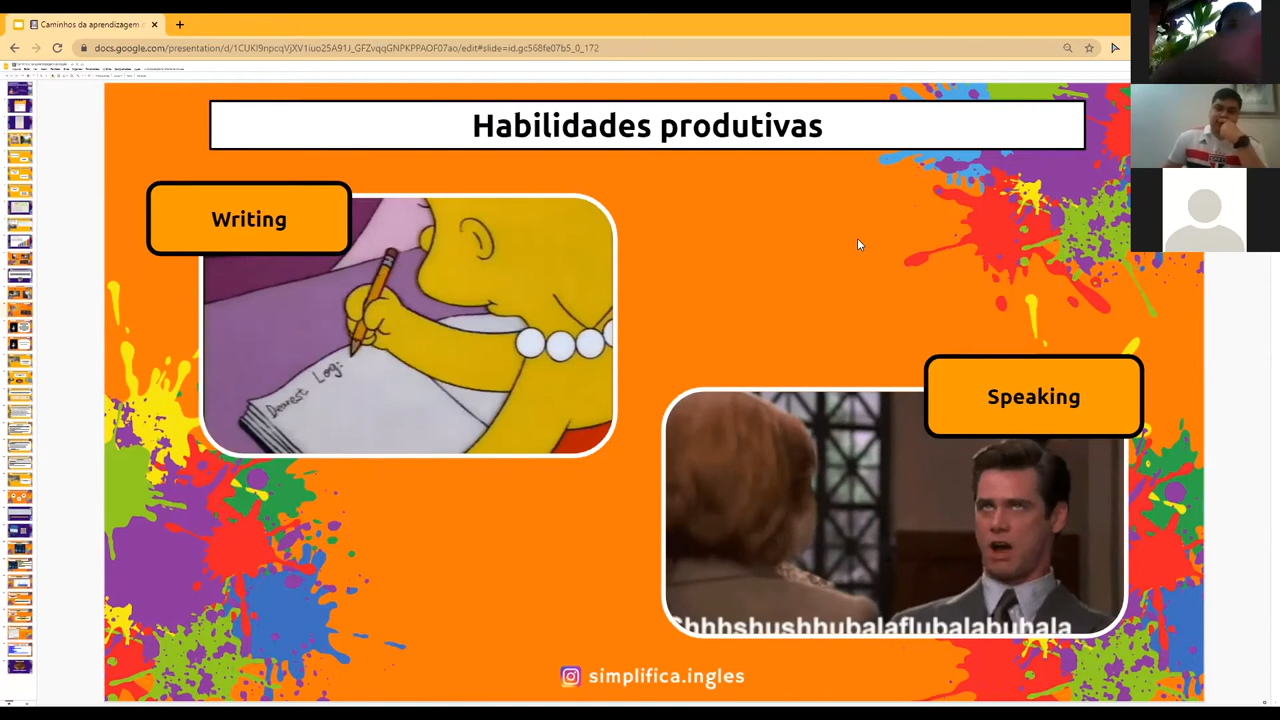 Caminhos da aprendizagem
docs.google.com/presentation/d/1CUKl9npcqVjXV1iuo25A91J_GFZvqqGNPKPPAOF07ao/edit#slide=id.gc568fe07b5_0_172
Habilidades produtivas
Writing
Dearest Log:
Speaking
Shhhshushhubalaflubalabuhala
simplifica.ingles